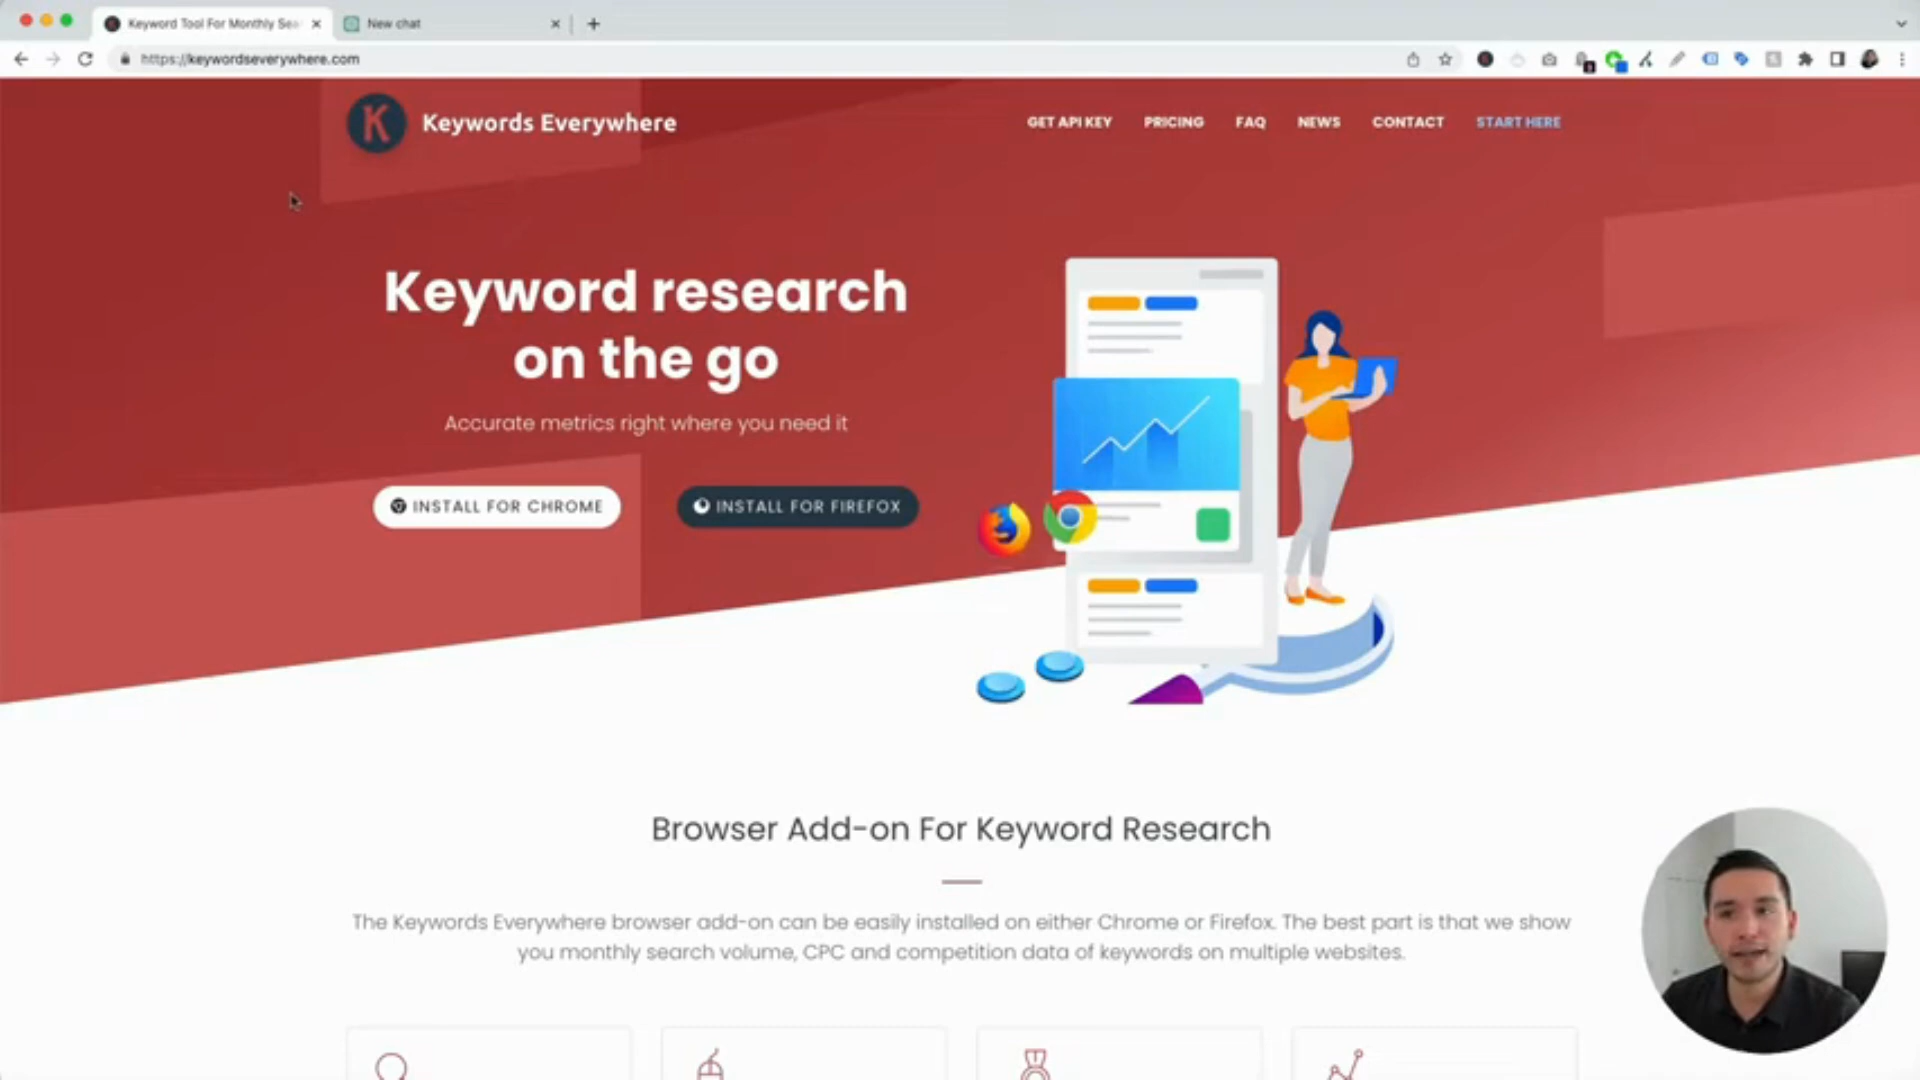 Keyword Tool For Monthly Sea
New chat
https://keywordseverywhere.com
K
Keywords Everywhere
GET API KEY
PRICING
FAQ
NEWS
CONTACT
START HERE
Keyword research
on the go
Accurate metrics right where you need it
INSTALL FOR CHROME
INSTALL FOR FIREFOX
Browser Add-on For Keyword Research
The Keywords Everywhere browser add-on can be easily installed on either Chrome or Firefox. The best part is that we show
you monthly search volume, CPC and competition data of keywords on multiple websites.